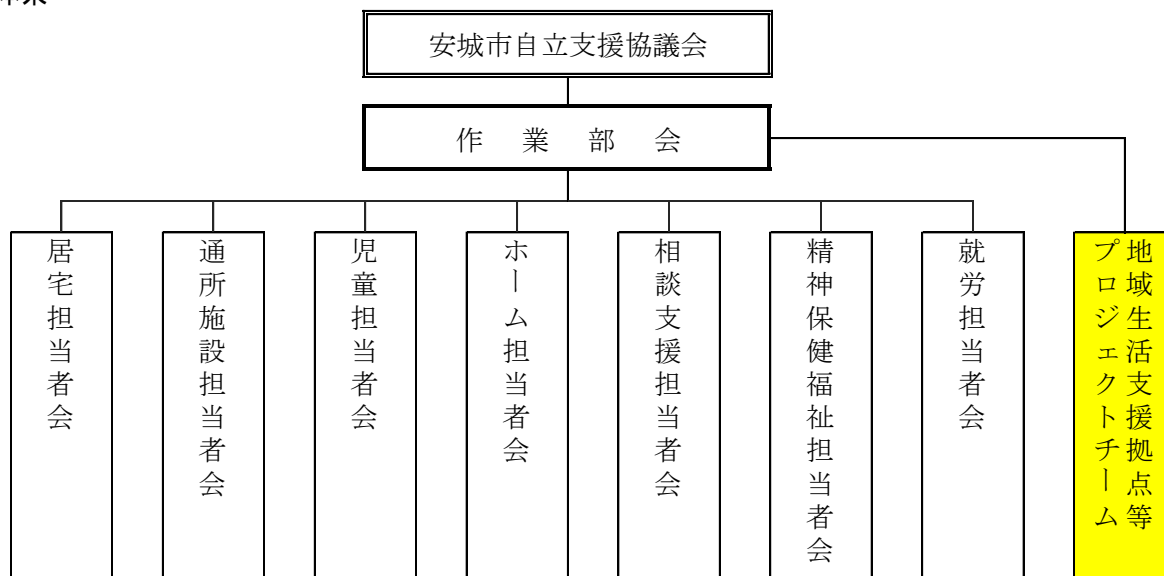 安城市自立支援協議会
作業部会
居宅担当者会
通所施設担当者会
児童担当者会
ホーム担当者会
相談支援担当者会
精神保健福祉担当者会
就労担当者会
地域生活支援拠点等
プロジェクトチーム